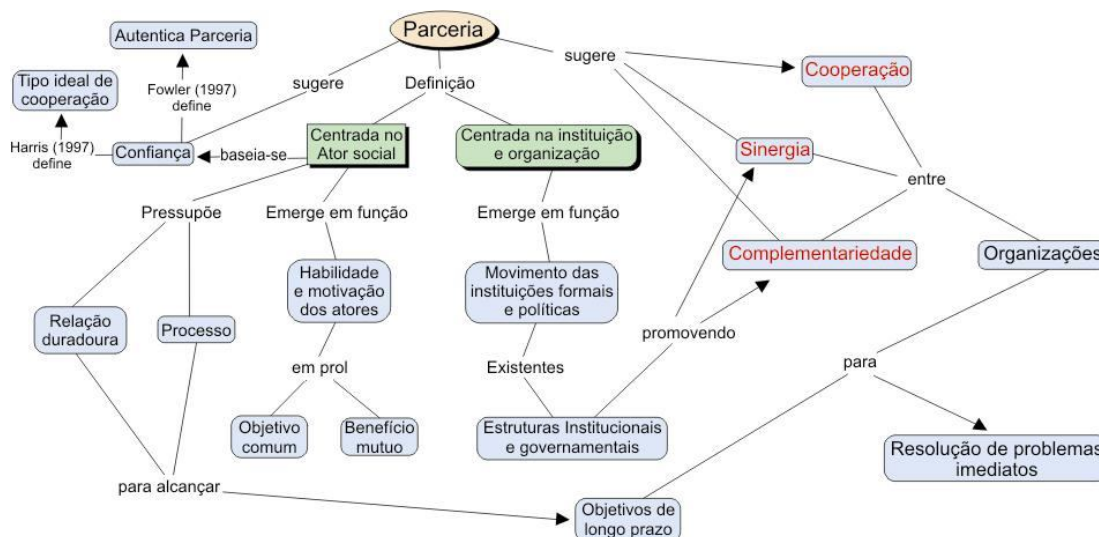 Parceria
Autentica Parceria
sugere
Cooperação
Tipo ideal de
cooperação
Fowler (1997)
define
sugere
Definição
Harris (1997)
define
Confiança
baseia-se
Centrada no
Ator social
Centrada na instituição
e organização
Sinergia
entre
Pressupõe
Emerge em função
Emerge em função
Complementariedade
Organizações
Habilidade
e motivação
dos atores
Movimento das
instituições formais
e políticas
Relação
duradoura
Processo
promovendo
em prol
Existentes
para
Objetivo
comum
Benefício
mutuo
Estruturas Institucionais
e governamentais
Resolução de problemas
imediatos
para alcançar
Objetivos de
longo prazo